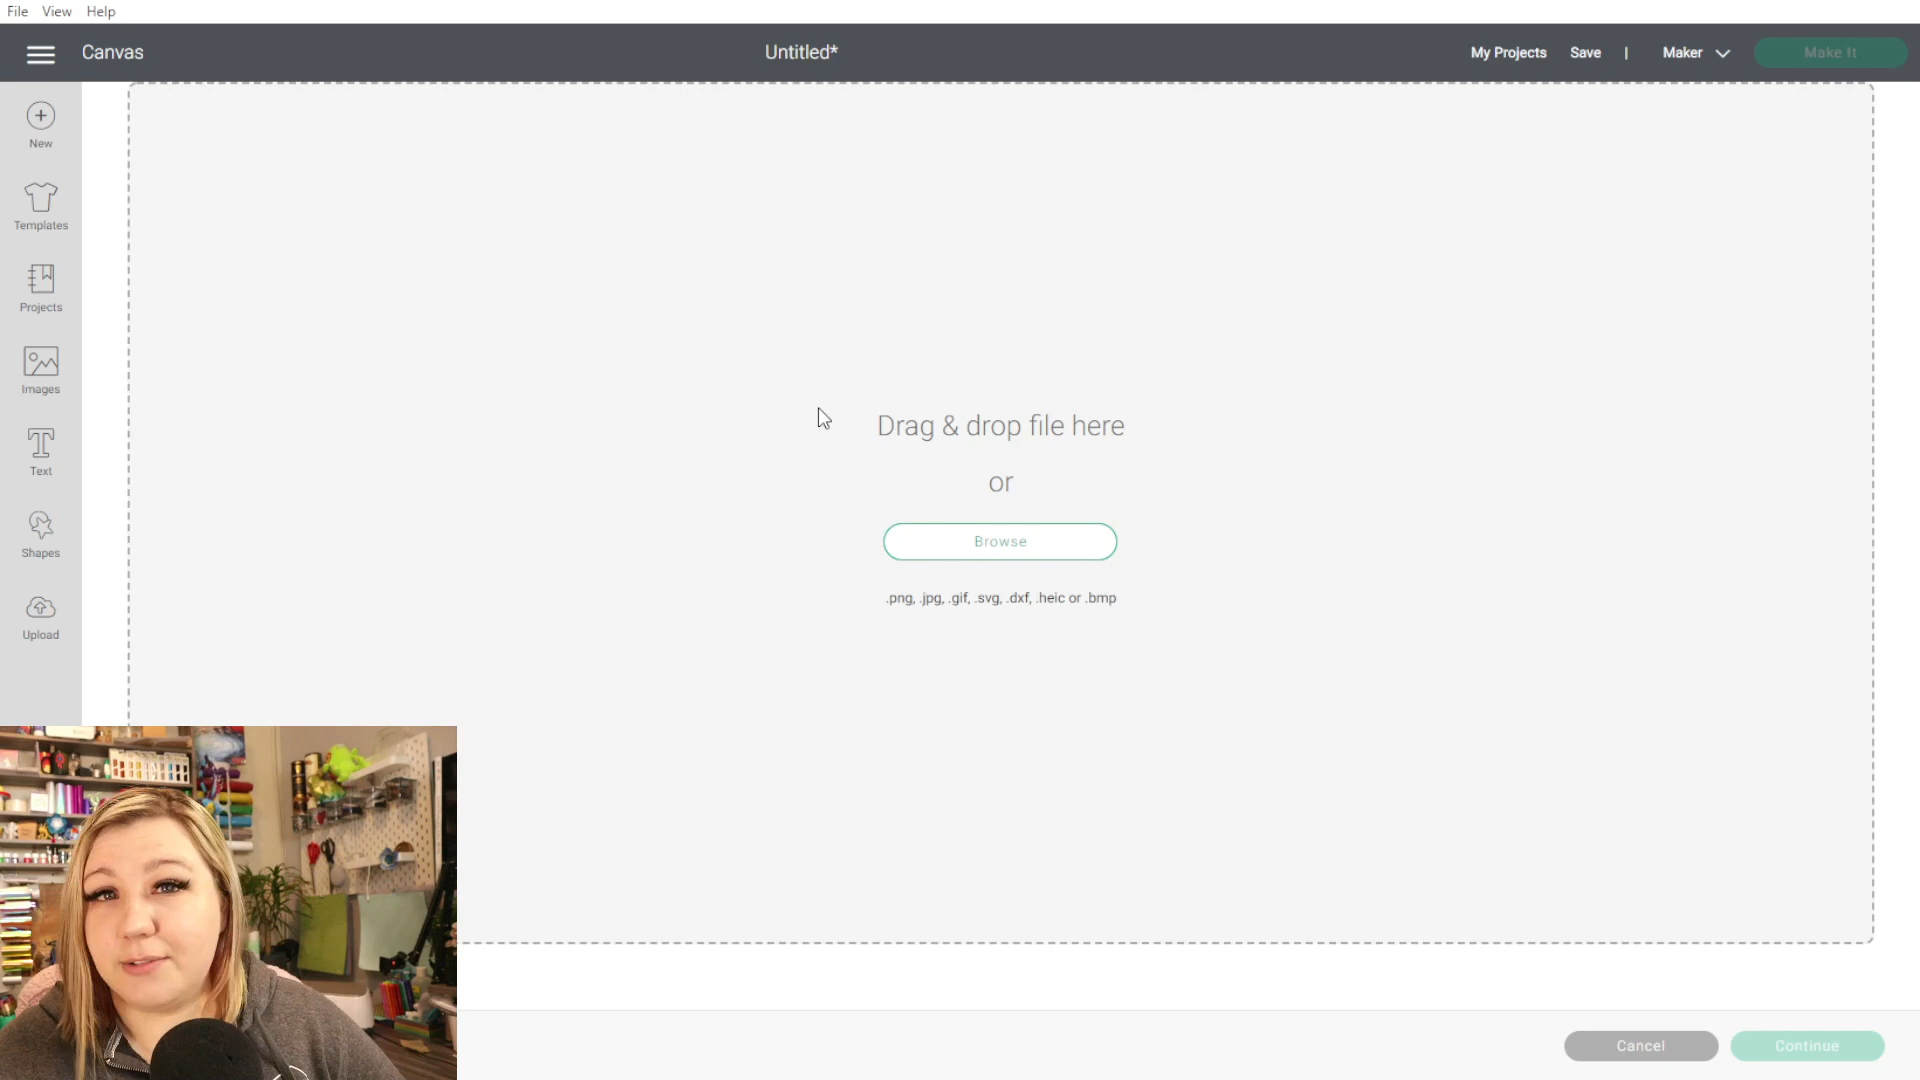 File View Help
Canvas
Untitled*
My Projects Save | Maker Make It
New
Templates
Projects
Images
Text
Shapes
Upload
Drag & drop file here
or
Browse
.png, .jpg, .gif, .svg, .dxf, .heic or .bmp
Cancel Continue